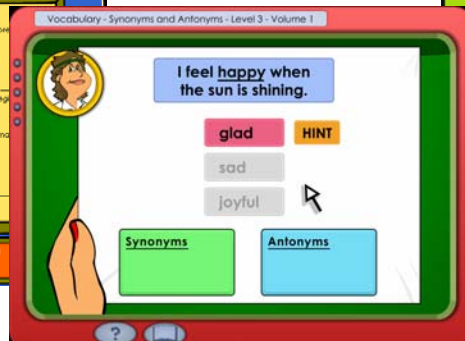 Vocabulary - Synonyms and Antonyms - Level 3 - Volume 1
I feel happy when
the sun is shining.
glad
HINT
sad
joyful
Synonyms
Antonyms
?